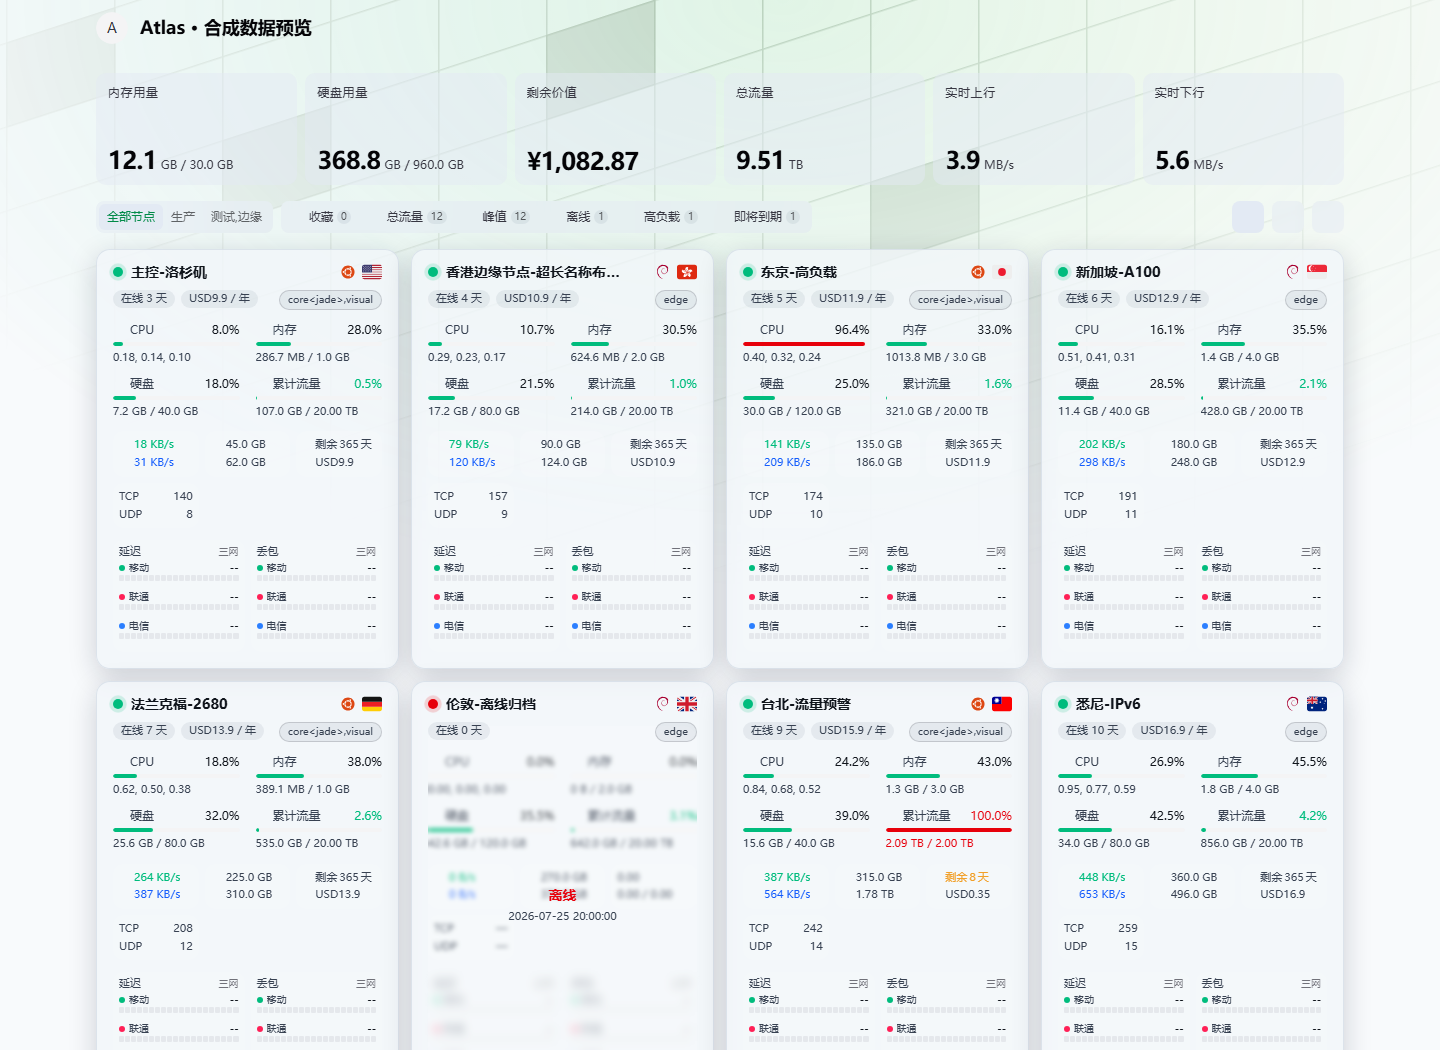 A Atlas • 合成数据预览
内存用量 硬盘用量 剩余价值 总流量 实时上行 实时下行
12.1 GB / 30.0 GB 368.8 GB / 960.0 GB ¥1,082.87 9.51 TB 3.9 MB/s 5.6 MB/s
全部节点 生产 测试,边缘 收藏 0 总流量 12 峰值 12 离线 1 高负载 1 即将到期 1
主控-洛杉矶
在线 3 天 USD9.9 / 年 core<jade>,visual
CPU 8.0% 内存 28.0%
0.18, 0.14, 0.10 286.7 MB / 1.0 GB
硬盘 18.0% 累计流量 0.5%
7.2 GB / 40.0 GB 107.0 GB / 20.00 TB
18 KB/s 45.0 GB 剩余365天
31 KB/s 62.0 GB USD9.9
TCP 140
UDP 8
延迟 三网 丢包 三网
移动 -- 移动 --
联通 -- 联通 --
电信 -- 电信 --
香港边缘节点-超长名称布...
在线 4 天 USD10.9 / 年 edge
CPU 10.7% 内存 30.5%
0.29, 0.23, 0.17 624.6 MB / 2.0 GB
硬盘 21.5% 累计流量 1.0%
17.2 GB / 80.0 GB 214.0 GB / 20.00 TB
79 KB/s 90.0 GB 剩余365天
120 KB/s 124.0 GB USD10.9
TCP 157
UDP 9
延迟 三网 丢包 三网
移动 -- 移动 --
联通 -- 联通 --
电信 -- 电信 --
东京-高负载
在线 5 天 USD11.9 / 年 core<jade>,visual
CPU 96.4% 内存 33.0%
0.40, 0.32, 0.24 1013.8 MB / 3.0 GB
硬盘 25.0% 累计流量 1.6%
30.0 GB / 120.0 GB 321.0 GB / 20.00 TB
141 KB/s 135.0 GB 剩余365天
209 KB/s 186.0 GB USD11.9
TCP 174
UDP 10
延迟 三网 丢包 三网
移动 -- 移动 --
联通 -- 联通 --
电信 -- 电信 --
新加坡-A100
在线 6 天 USD12.9 / 年 edge
CPU 16.1% 内存 35.5%
0.51, 0.41, 0.31 1.4 GB / 4.0 GB
硬盘 28.5% 累计流量 2.1%
11.4 GB / 40.0 GB 428.0 GB / 20.00 TB
202 KB/s 180.0 GB 剩余365天
298 KB/s 248.0 GB USD12.9
TCP 191
UDP 11
延迟 三网 丢包 三网
移动 -- 移动 --
联通 -- 联通 --
电信 -- 电信 --
法兰克福-2680
在线 7 天 USD13.9 / 年 core<jade>,visual
CPU 18.8% 内存 38.0%
0.62, 0.50, 0.38 389.1 MB / 1.0 GB
硬盘 32.0% 累计流量 2.6%
25.6 GB / 80.0 GB 535.0 GB / 20.00 TB
264 KB/s 225.0 GB 剩余365天
387 KB/s 310.0 GB USD13.9
TCP 208
UDP 12
延迟 三网 丢包 三网
移动 -- 移动 --
联通 -- 联通 --
伦敦-离线归档
在线 0 天 edge
离线
2026-07-25 20:00:00
台北-流量预警
在线 9 天 USD15.9 / 年 core<jade>,visual
CPU 24.2% 内存 43.0%
0.84, 0.68, 0.52 1.3 GB / 3.0 GB
硬盘 39.0% 累计流量 100.0%
15.6 GB / 40.0 GB 2.09 TB / 2.00 TB
387 KB/s 315.0 GB 剩余8天
564 KB/s 1.78 TB USD0.35
TCP 242
UDP 14
延迟 三网 丢包 三网
移动 -- 移动 --
联通 -- 联通 --
悉尼-IPv6
在线 10 天 USD16.9 / 年 edge
CPU 26.9% 内存 45.5%
0.95, 0.77, 0.59 1.8 GB / 4.0 GB
硬盘 42.5% 累计流量 4.2%
34.0 GB / 80.0 GB 856.0 GB / 20.00 TB
448 KB/s 360.0 GB 剩余365天
653 KB/s 496.0 GB USD16.9
TCP 259
UDP 15
延迟 三网 丢包 三网
移动 -- 移动 --
联通 -- 联通 --